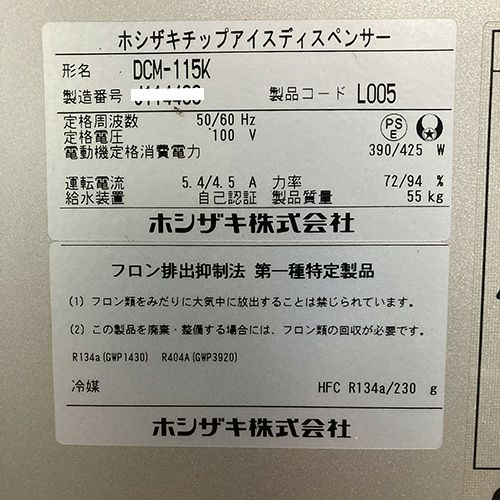 ホシザキチップアイスディスペンサー
形名 DCM-115K
製造番号 製品コード L005
定格周波数 50/60 Hz
定格電圧 100 V
PSE
電動機定格消費電力 390/425 W
運転電流 5.4/4.5 A 力率 72/94 %
給水装置 自己認証 製品質量 55 kg
ホシザキ株式会社
フロン排出抑制法 第一種特定製品
(1) フロン類をみだりに大気中に放出することは禁じられています。
(2) この製品を廃棄・整備する場合には、フロン類の回収が必要です。
R134a(GWP1430) R404A(GWP3920)
冷媒 HFC R134a/230 g
ホシザキ株式会社